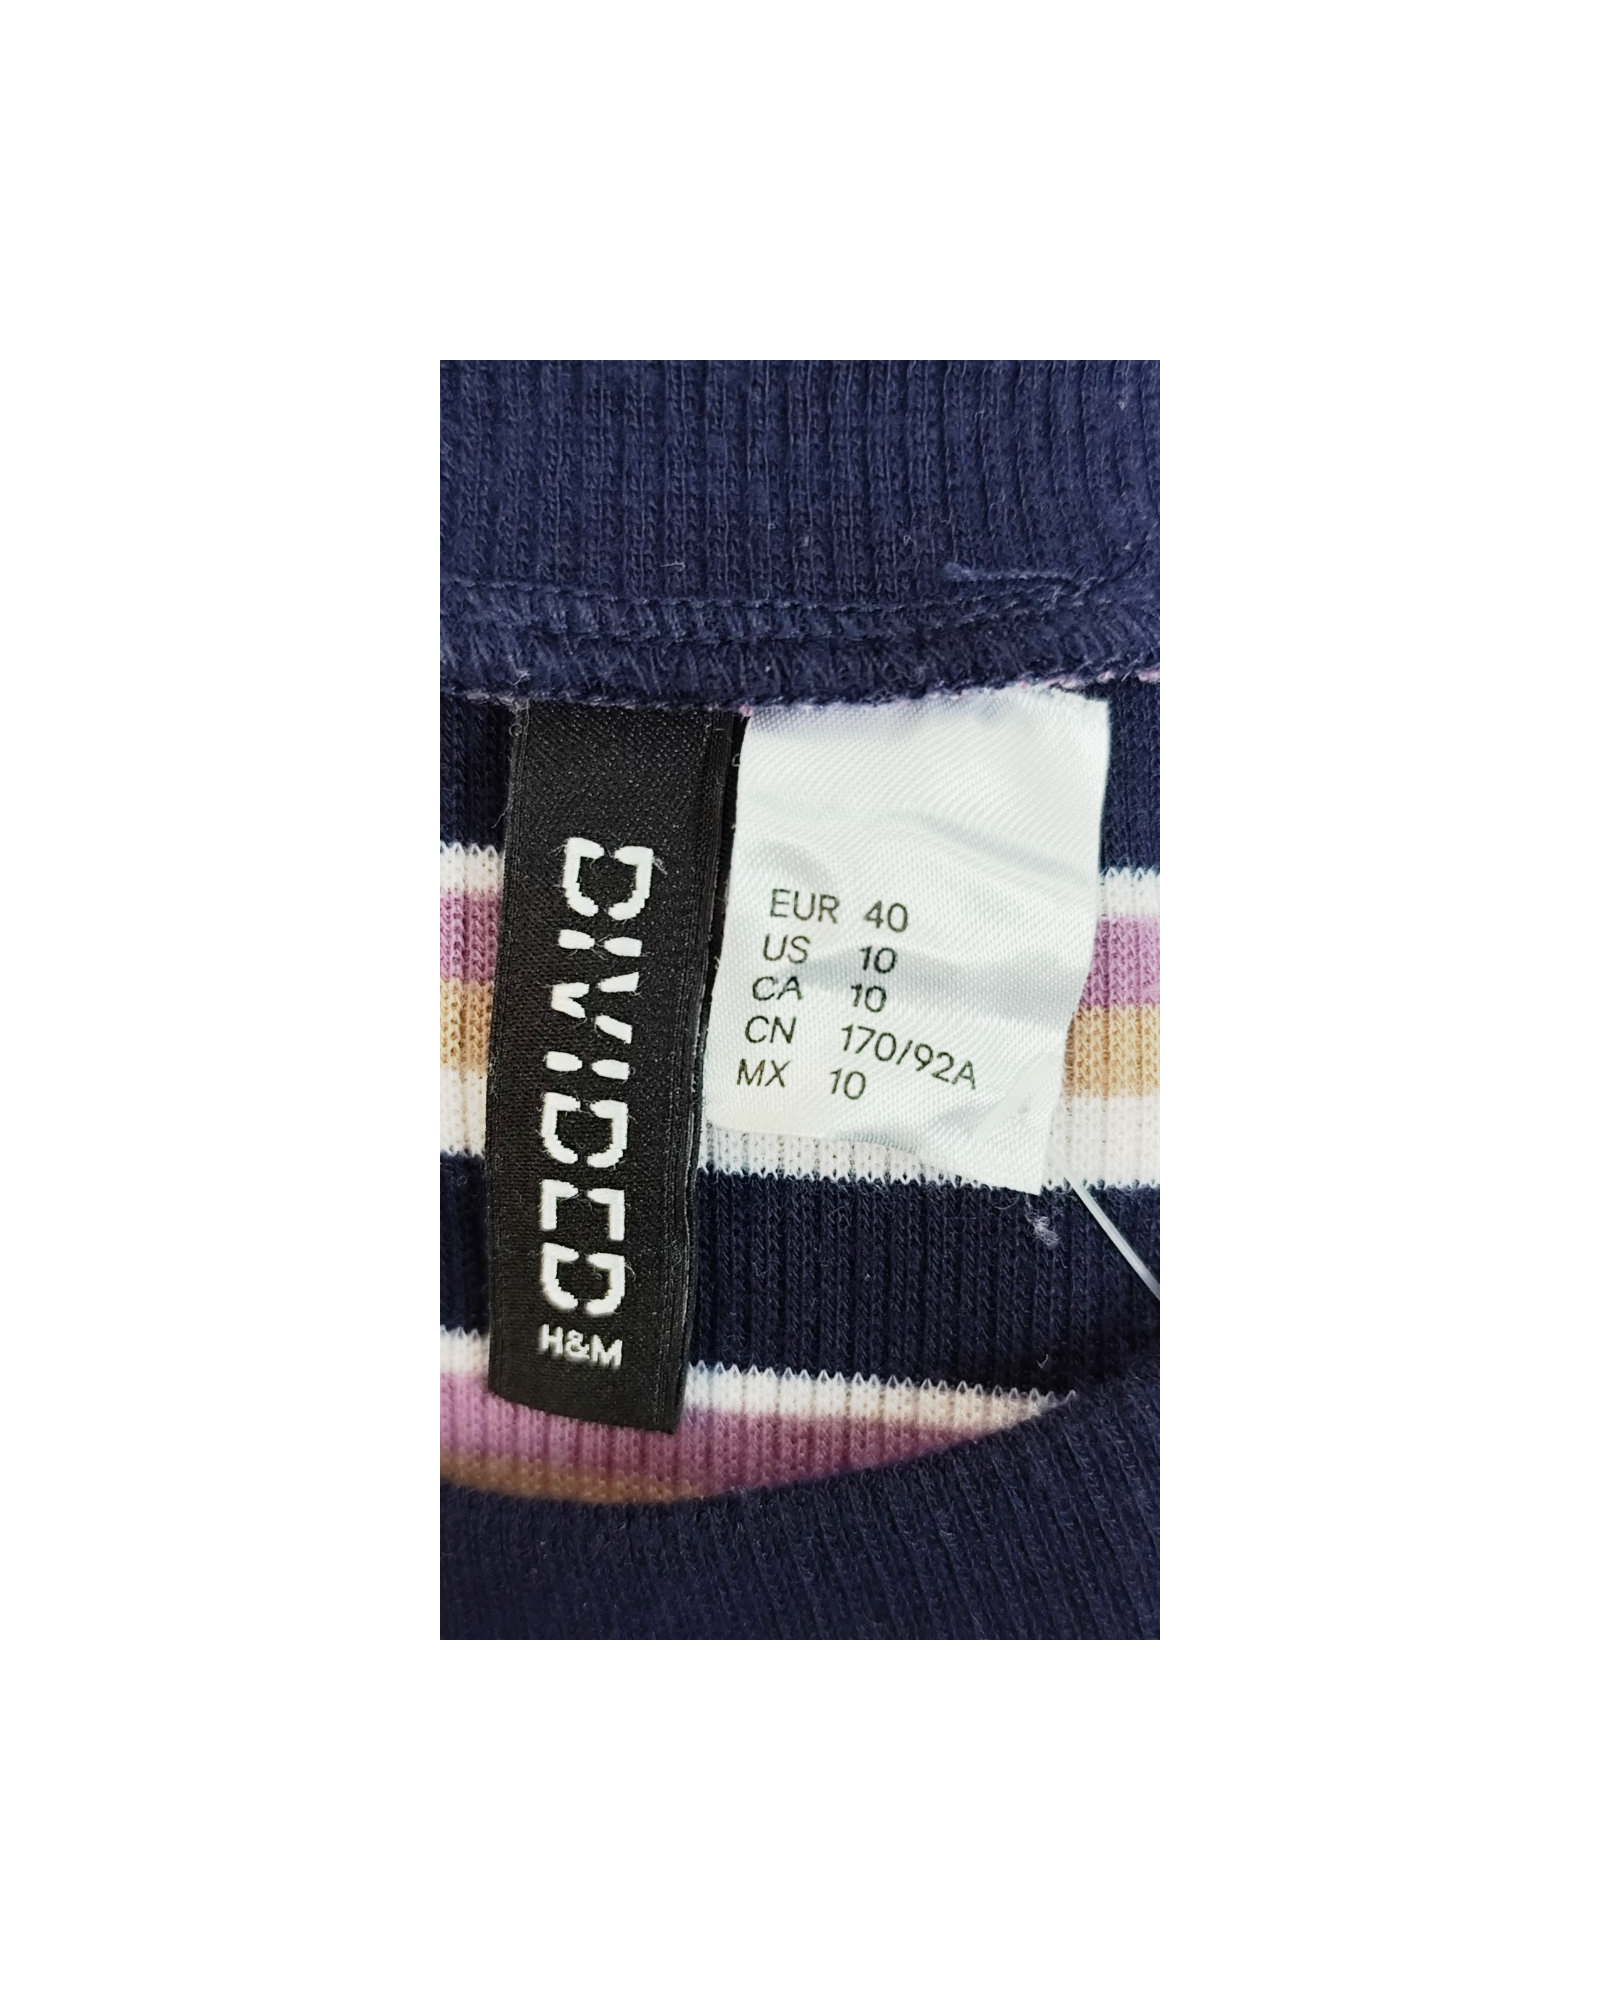 DIVIDED
H&M
EUR 40
US 10
CA 10
CN 170/92A
MX 10